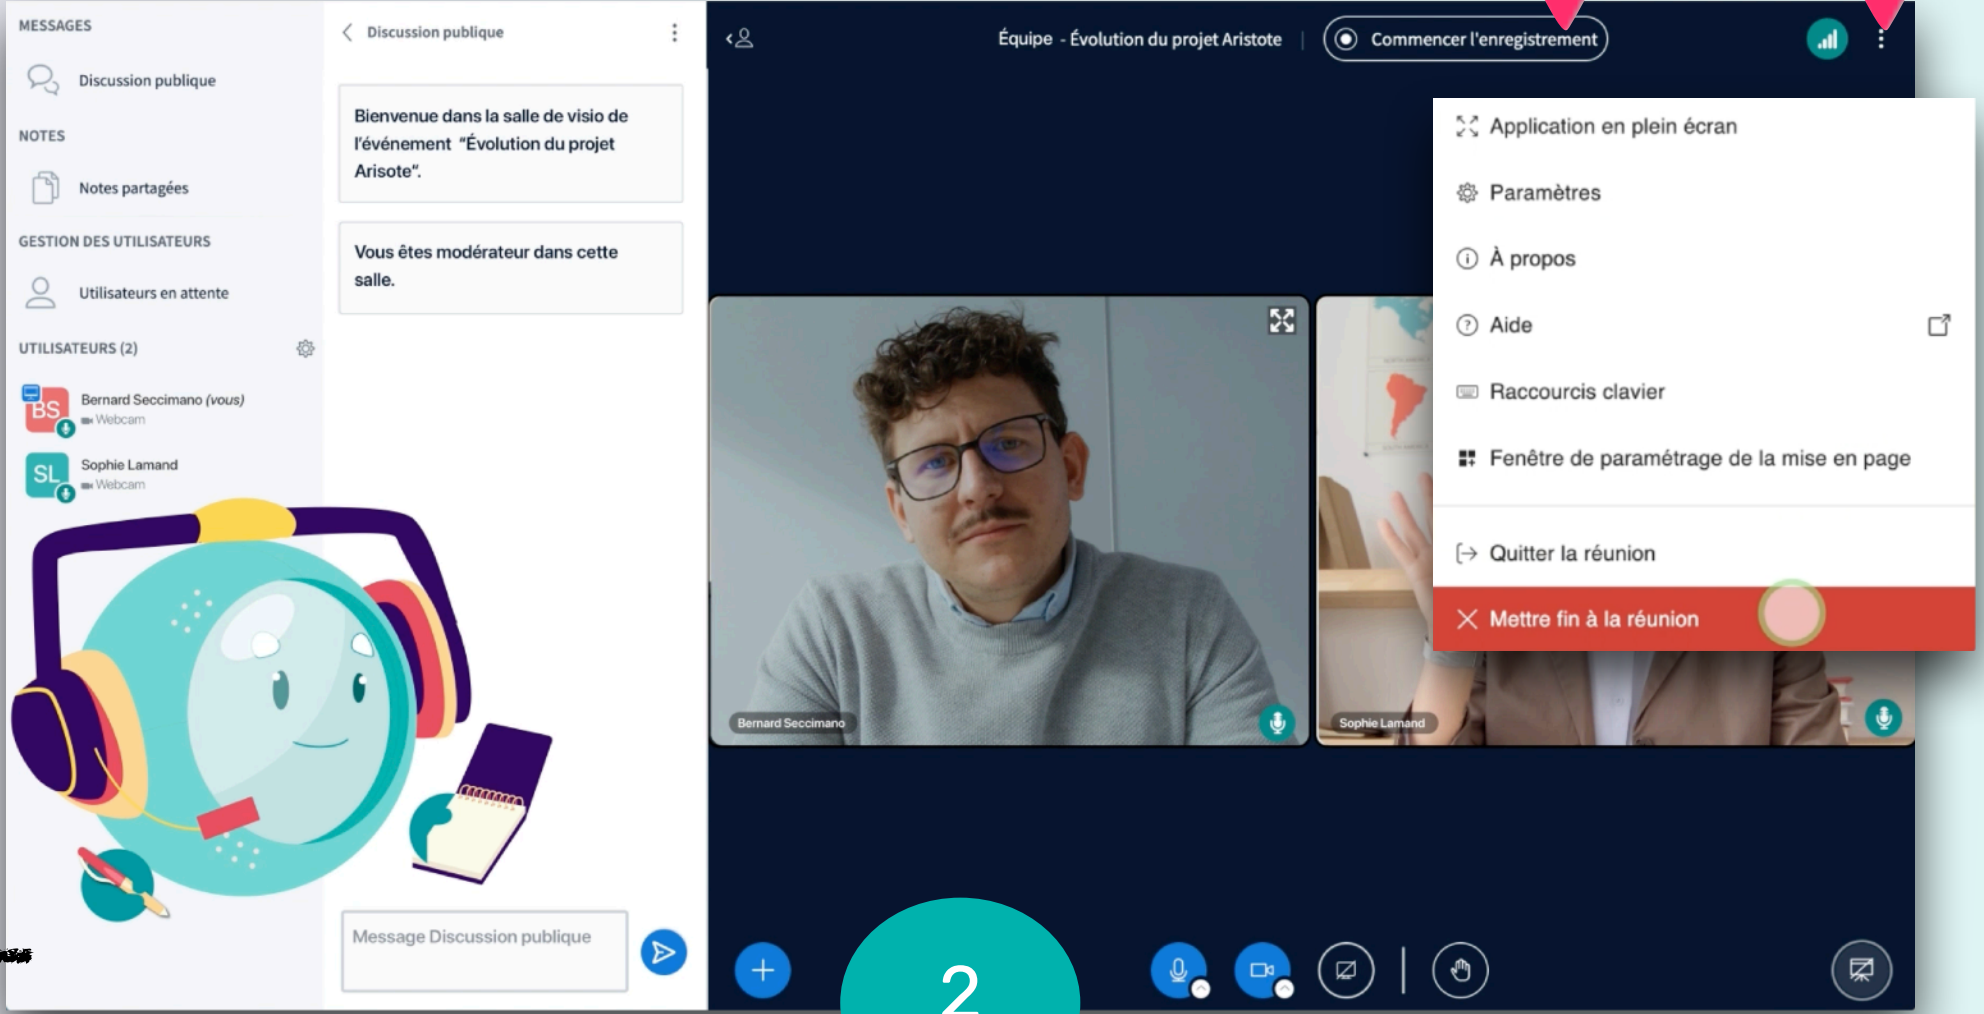 MESSAGES
Discussion publique
NOTES
Notes partagées
GESTION DES UTILISATEURS
Utilisateurs en attente
UTILISATEURS (2)
BS
Bernard Seccimano (vous)
Webcam
SL
Sophie Lamand
Webcam
Discussion publique
Bienvenue dans la salle de visio de
l'événement "Évolution du projet
Arisote".
Vous êtes modérateur dans cette
salle.
Message Discussion publique
Équipe - Évolution du projet Aristote
Commencer l'enregistrement
Application en plein écran
Paramètres
À propos
Aide
Raccourcis clavier
Fenêtre de paramétrage de la mise en page
Quitter la réunion
Mettre fin à la réunion
Bernard Seccimano
Sophie Lamand
2